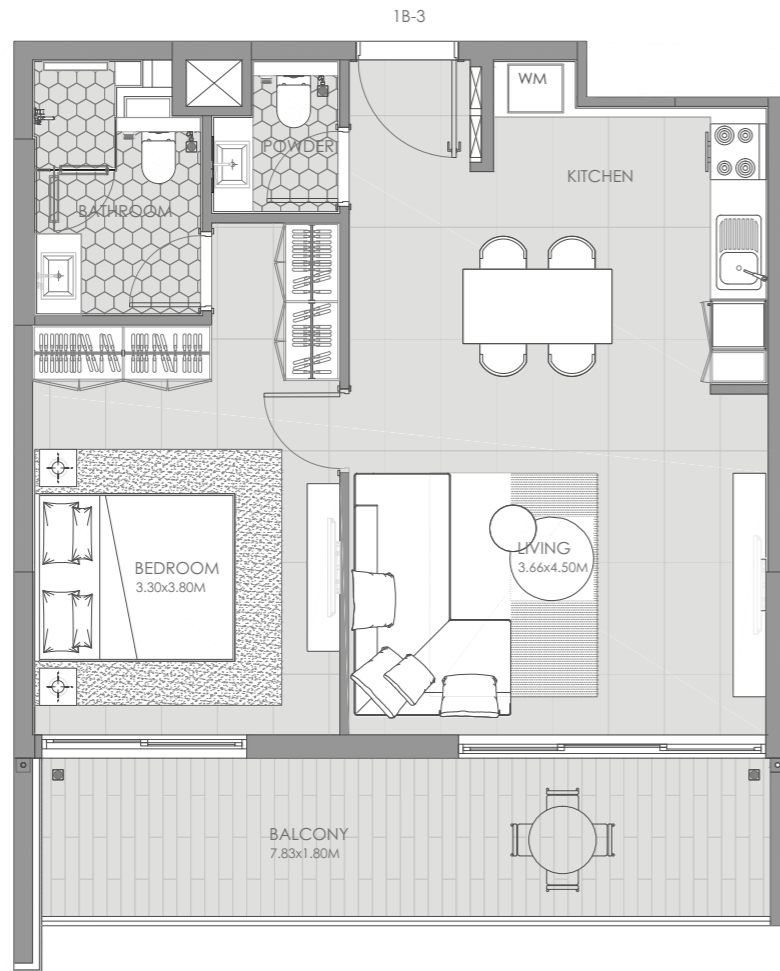 1B-3
WM
POWDER
KITCHEN
BATHROOM
BEDROOM
3.30x3.80M
LIVING
3.66x4.50M
BALCONY
7.83x1.80M